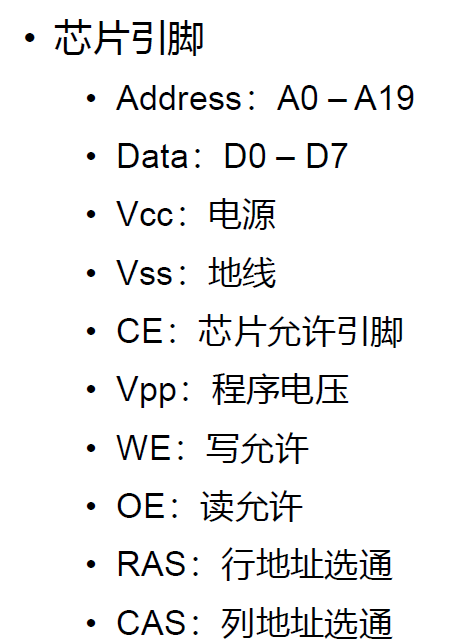 • 芯片引脚
• Address：A0 – A19
• Data：D0 – D7
• Vcc：电源
• Vss：地线
• CE：芯片允许引脚
• Vpp：程序电压
• WE：写允许
• OE：读允许
• RAS：行地址选通
• CAS：列地址选通